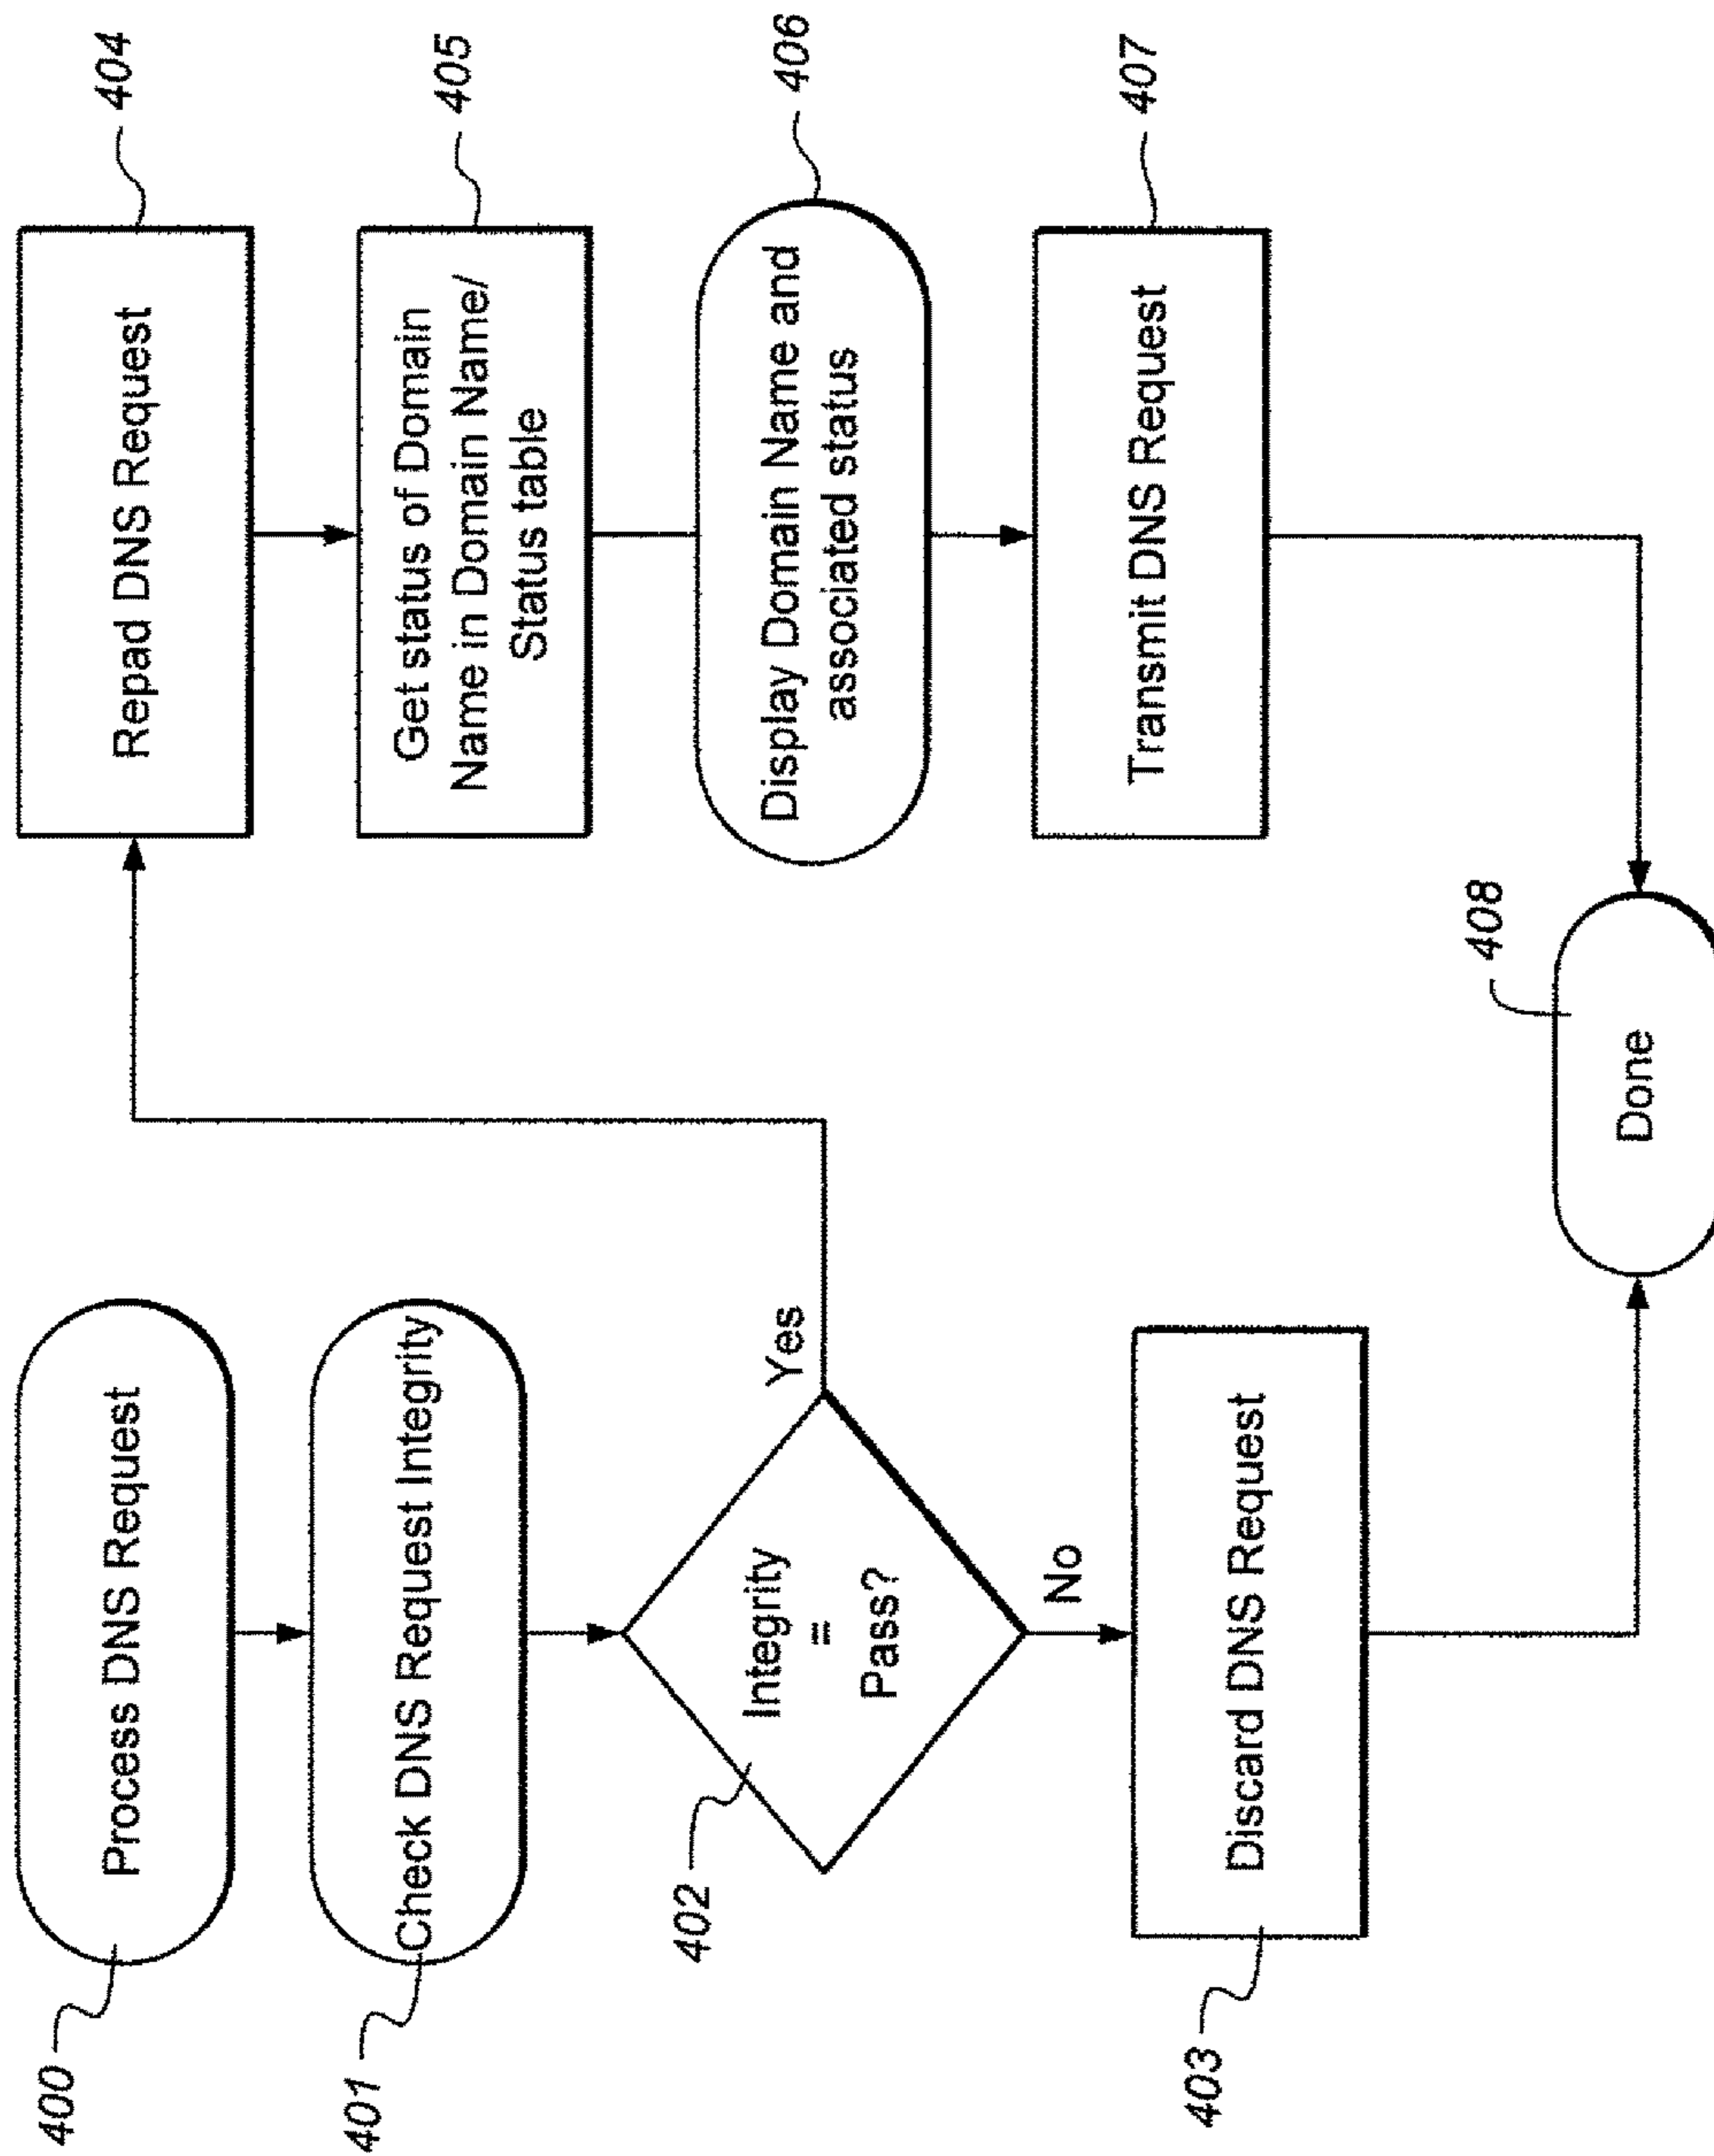 400
Process DNS Request
401
Check DNS Request Integrity
402
Integrity
=
Pass?
Yes
No
403
Discard DNS Request
404
Repad DNS Request
405
Get status of Domain
Name in Domain Name/
Status table
406
Display Domain Name and
associated status
407
Transmit DNS Request
408
Done